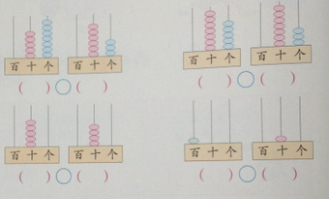 百 十 个 百 十 个 百 十 个 百 十 个
( ) ○ ( ) ( ) ○ ( )
百 十 个 百 十 个 百 十 个 百 十 个
( ) ○ ( ) ( ) ○ ( )